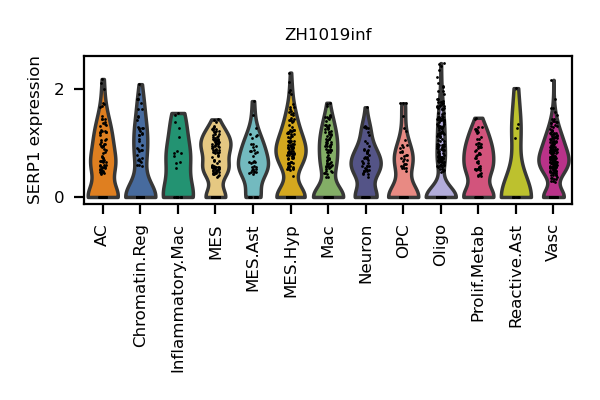 ZH1019inf
SERP1 expression
2
0
AC
Chromatin.Reg
Inflammatory.Mac
MES
MES.Ast
MES.Hyp
Mac
Neuron
OPC
Oligo
Prolif.Metab
Reactive.Ast
Vasc